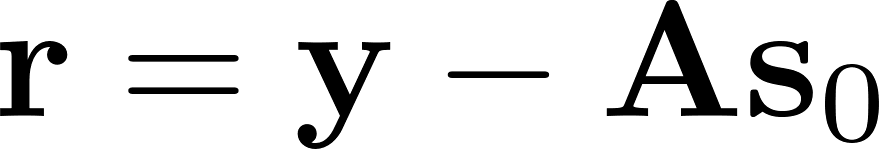 r = y − As₀